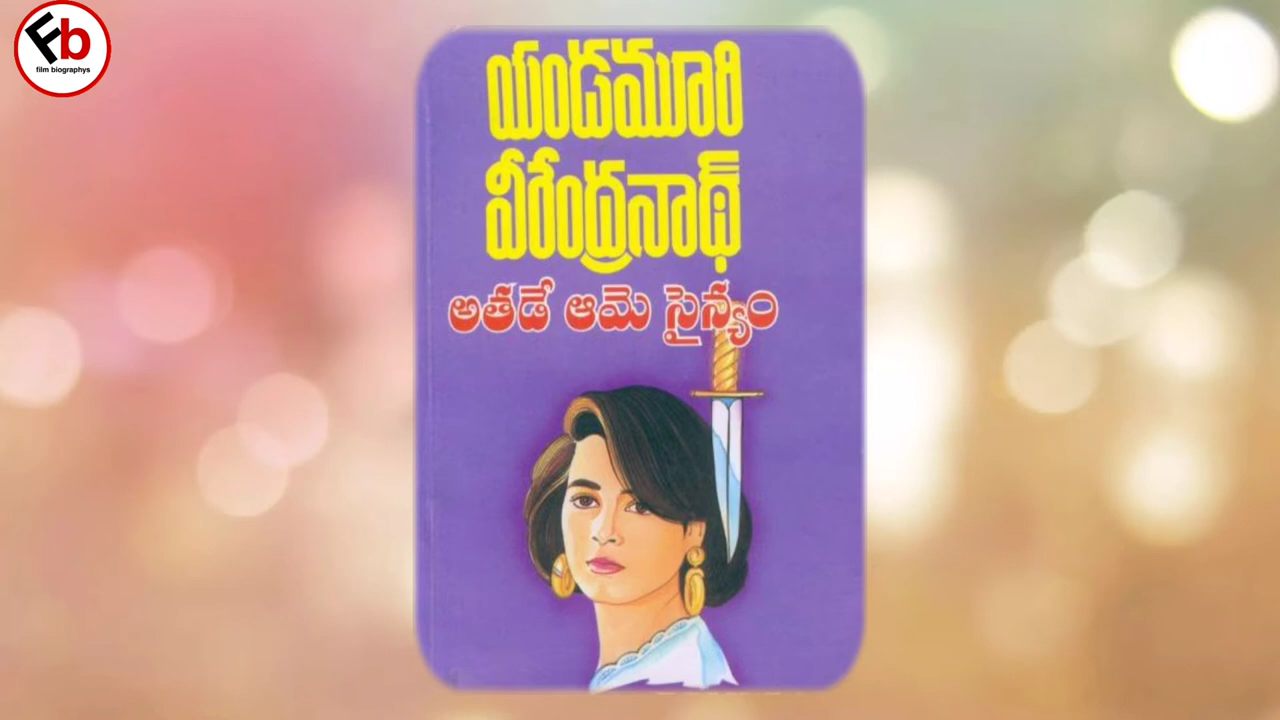 Fb
film biographys
యండమూరి
వీరేంద్రనాథ్
అతడే ఆమె సైన్యం